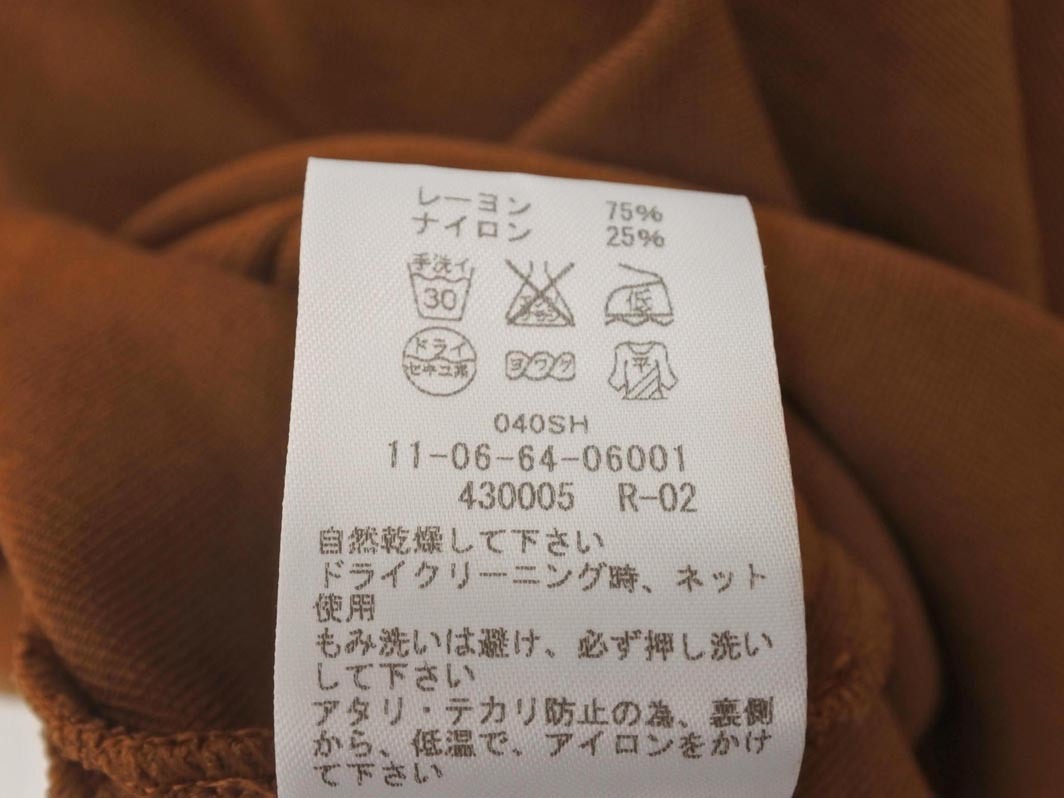 レーヨン 75%
ナイロン 25%
手洗イ
30
低
ドライ
セキユ系
ヨワク
平
040SH
11-06-64-06001
430005 R-02
自然乾燥して下さい
ドライクリーニング時、ネット
使用
もみ洗いは避け、必ず押し洗い
して下さい
アタリ・テカリ防止の為、裏側
から、低温で、アイロンをかけ
て下さい